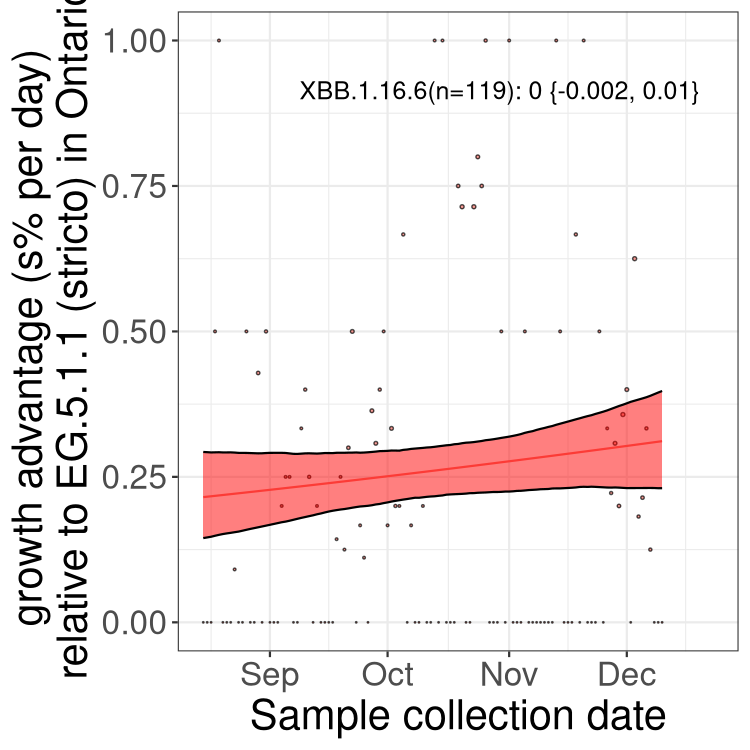 growth advantage (s% per day)
relative to EG.5.1.1 (stricto) in Ontario
1.00
0.75
0.50
0.25
0.00
XBB.1.16.6(n=119): 0 {-0.002, 0.01}
Sep Oct Nov Dec
Sample collection date